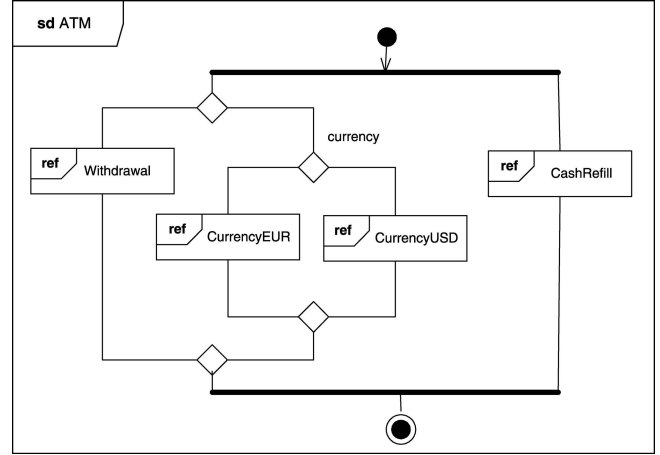 sd ATM
currency
ref Withdrawal
ref CashRefill
ref CurrencyEUR
ref CurrencyUSD